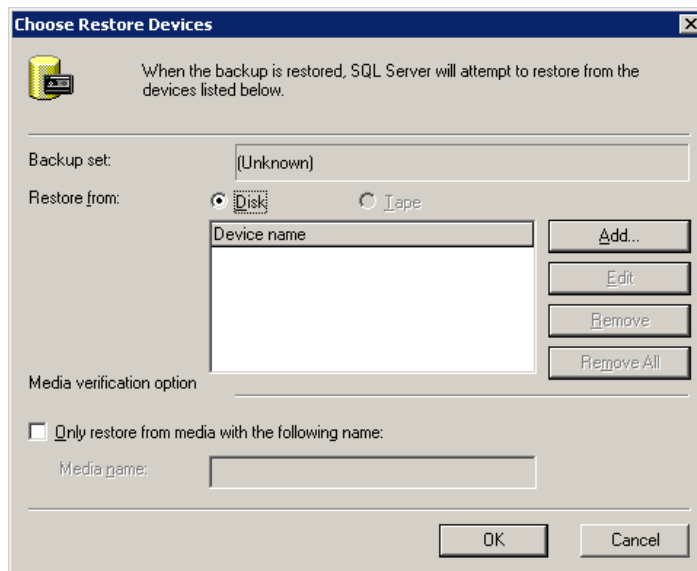 Choose Restore Devices
When the backup is restored, SQL Server will attempt to restore from the
devices listed below.
Backup set:
(Unknown)
Restore from:
Disk
Tape
Device name
Add...
Edit
Remove
Remove All
Media verification option
Only restore from media with the following name:
Media name:
OK
Cancel